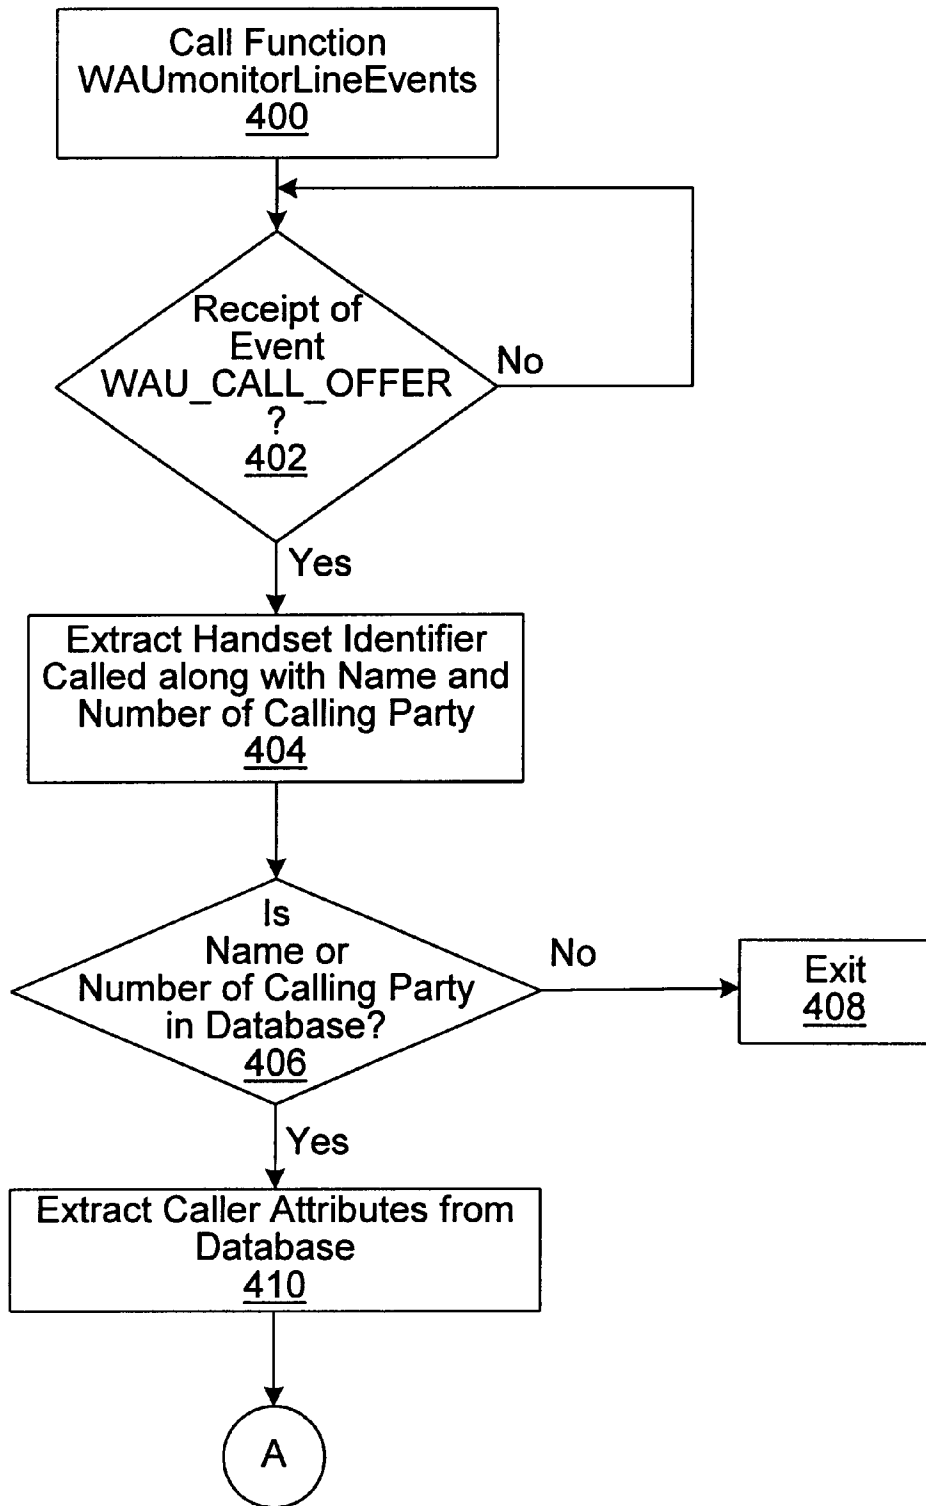 Call Function
WAUmonitorLineEvents
400
Receipt of
Event
WAU_CALL_OFFER
?
402
No
Yes
Extract Handset Identifier
Called along with Name and
Number of Calling Party
404
Is
Name or
Number of Calling Party
in Database?
406
No
Exit
408
Yes
Extract Caller Attributes from
Database
410
A